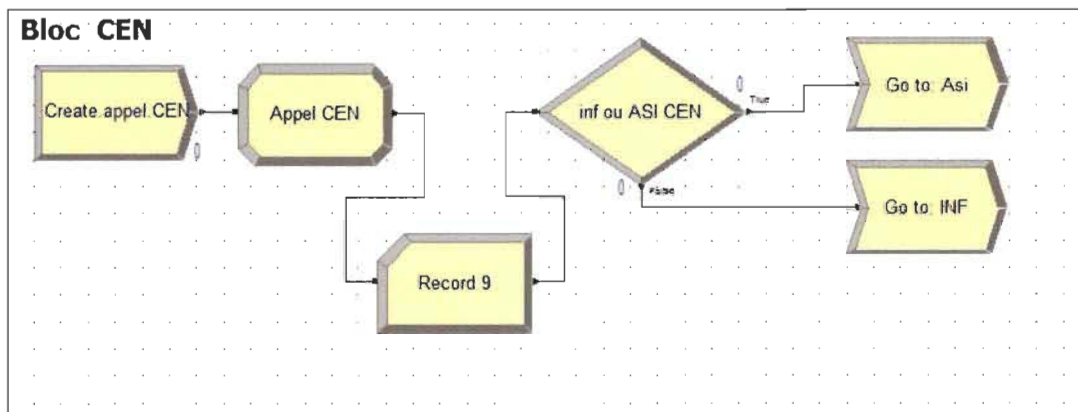 Bloc CEN
Create appel CEN
Appel CEN
Record 9
inf ou ASI CEN
True
False
Go to: Asi
Go to: INF
0
0
0